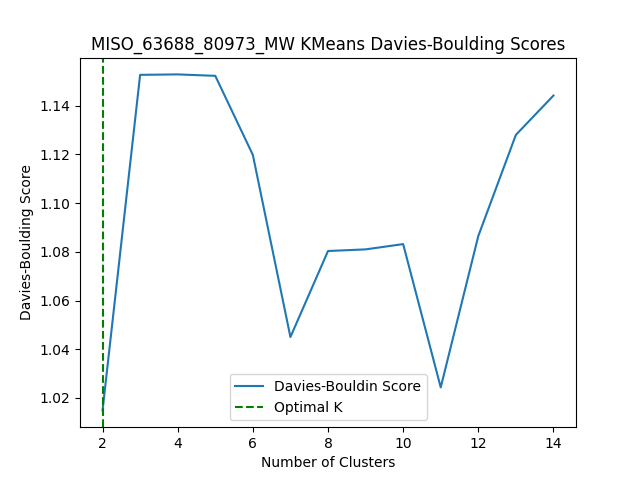 MISO_63688_80973_MW KMeans Davies-Boulding Scores
Davies-Boulding Score
1.14
1.12
1.10
1.08
1.06
1.04
1.02
Davies-Bouldin Score
Optimal K
2 4 6 8 10 12 14
Number of Clusters